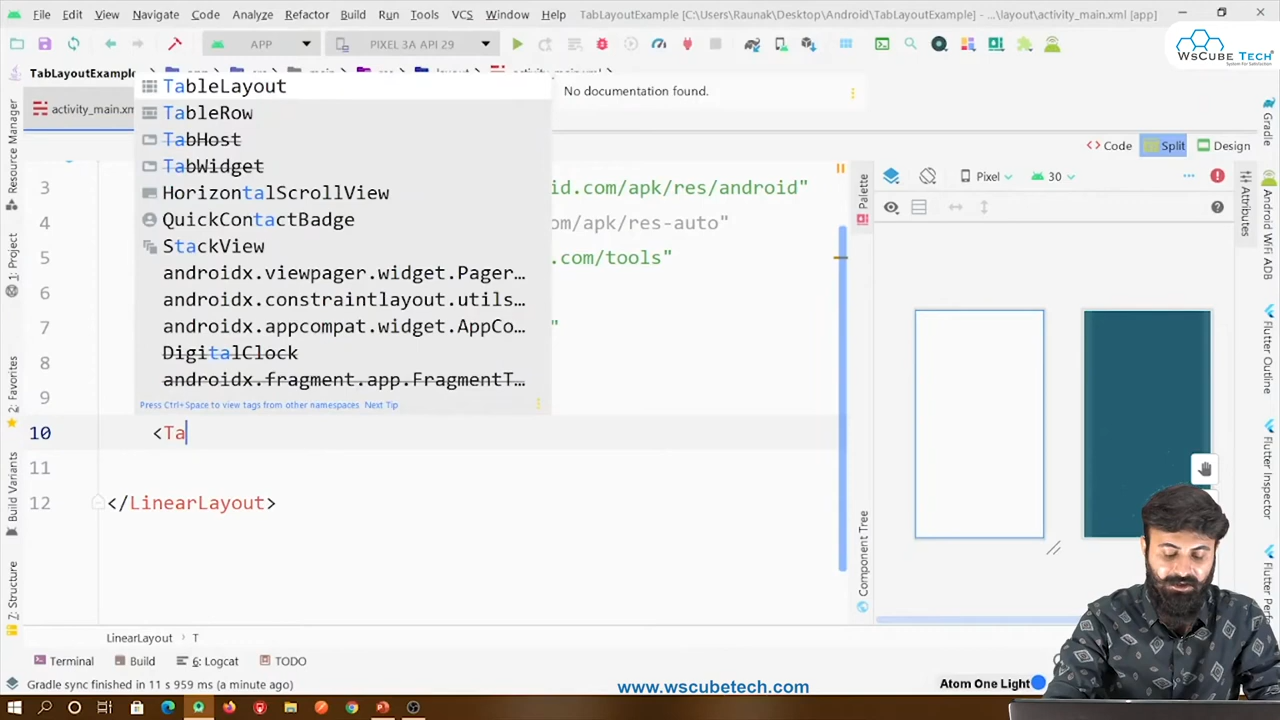 File Edit View Navigate Code Analyze Refactor Build Run Tools VCS Window Help TabLayoutExample [C:\Users\Raunak\Desktop\Android\TabLayoutExample] - ...\layout\activity_main.xml [app]
APP PIXEL 3A API 29
WSCUBE TECH
TabLayoutExample
activity_main.xm
TableLayout
TableRow
TabHost
TabWidget
HorizontalScrollView
QuickContactBadge
StackView
androidx.viewpager.widget.Pager...
androidx.constraintlayout.utils...
androidx.appcompat.widget.AppCo...
DigitalClock
androidx.fragment.app.FragmentT...
Press Ctrl+Space to view tags from other namespaces Next Tip
No documentation found.
Code Split Design
3 id.com/apk/res/android"
4 om/apk/res-auto"
5 .com/tools"
6
7 "
8
9
10 <Ta
11
12 </LinearLayout>
Pixel 30
Resource Manager
1: Project
2: Favorites
Build Variants
7: Structure
Palette
Component Tree
Attributes
Gradle
Android WiFi ADB
Flutter Outline
Flutter Inspector
Flutter Per
LinearLayout › T
Terminal Build 6: Logcat TODO
Gradle sync finished in 11 s 959 ms (a minute ago)
www.wscubetech.com
Atom One Light